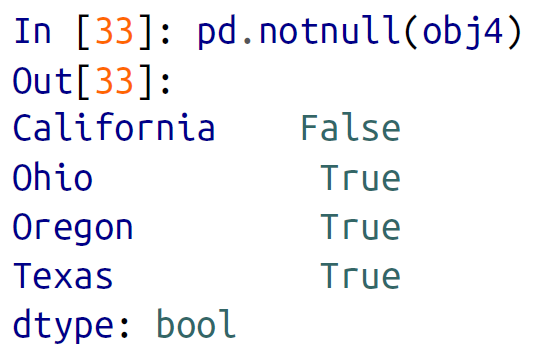 In [33]: pd.notnull(obj4)
Out[33]:
California    False
Ohio           True
Oregon         True
Texas          True
dtype: bool